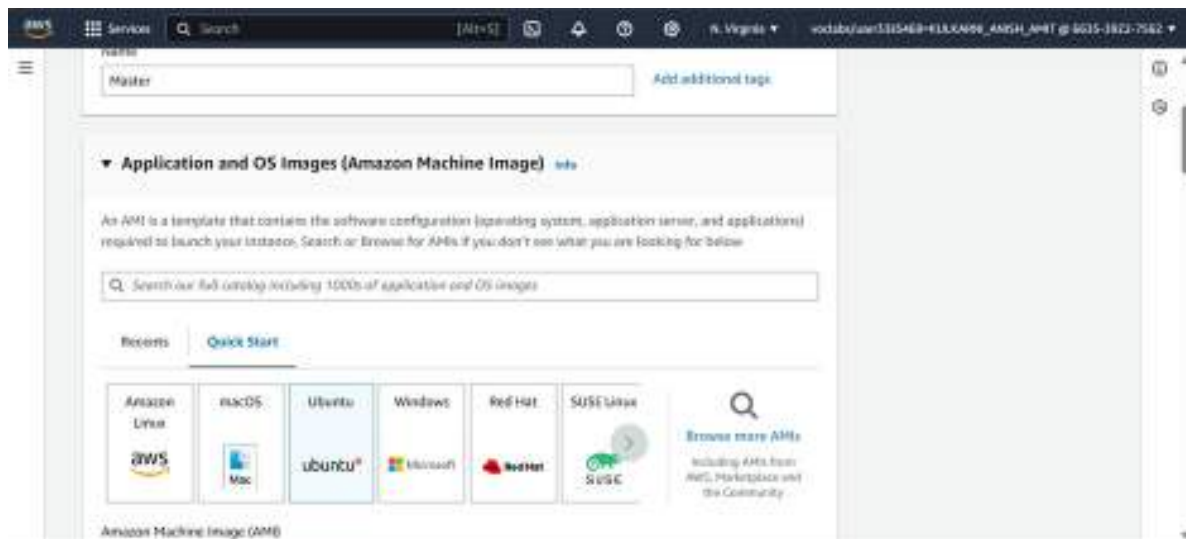 aws Services Search [Alt+S] N. Virginia
Name
Master Add additional tags
Application and OS Images (Amazon Machine Image) Info
An AMI is a template that contains the software configuration (operating system, application server, and applications)
required to launch your instance. Search or Browse for AMIs if you don't see what you are looking for below
Search our full catalog including 1000s of application and OS images
Recents Quick Start
Amazon Linux
aws
macOS
Mac
Ubuntu
ubuntu®
Windows
Microsoft
Red Hat
Red Hat
SUSE Linux
SUSE
Browse more AMIs
Including AMIs from
AWS, Marketplace and
the Community
Amazon Machine Image (AMI)